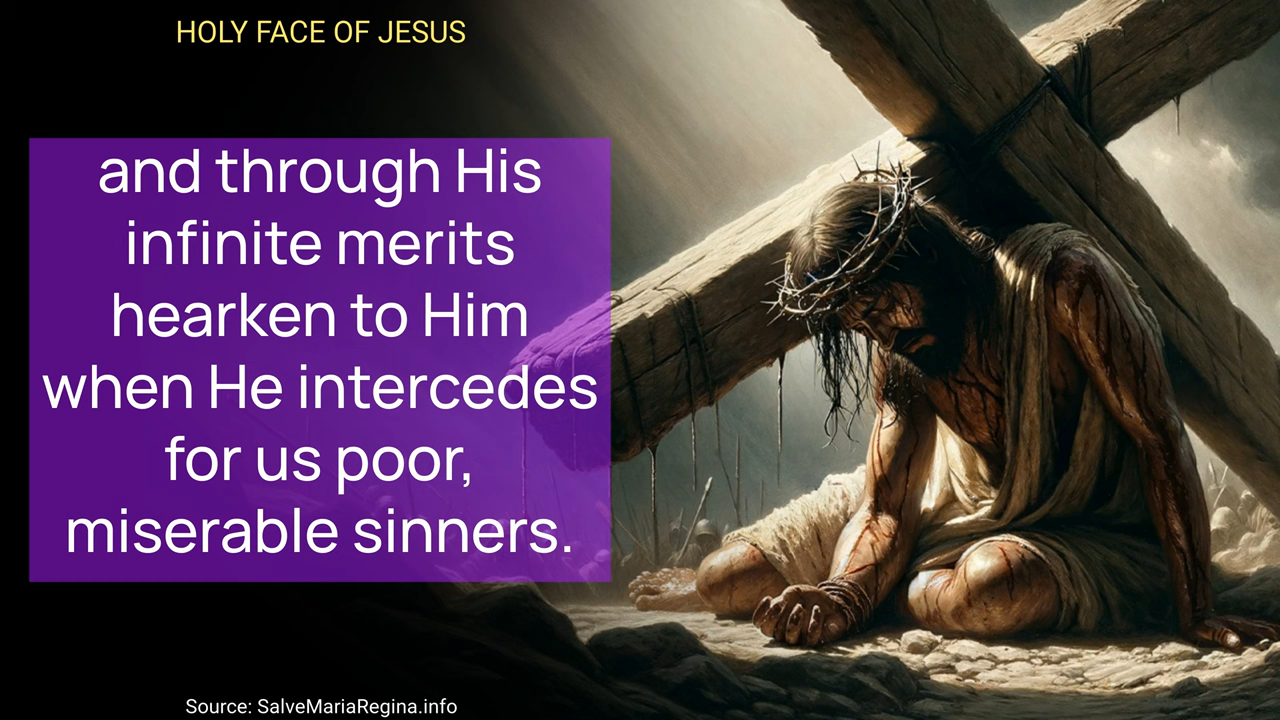 HOLY FACE OF JESUS
and through His
infinite merits
hearken to Him
when He intercedes
for us poor,
miserable sinners.
Source: SalveMariaRegina.info